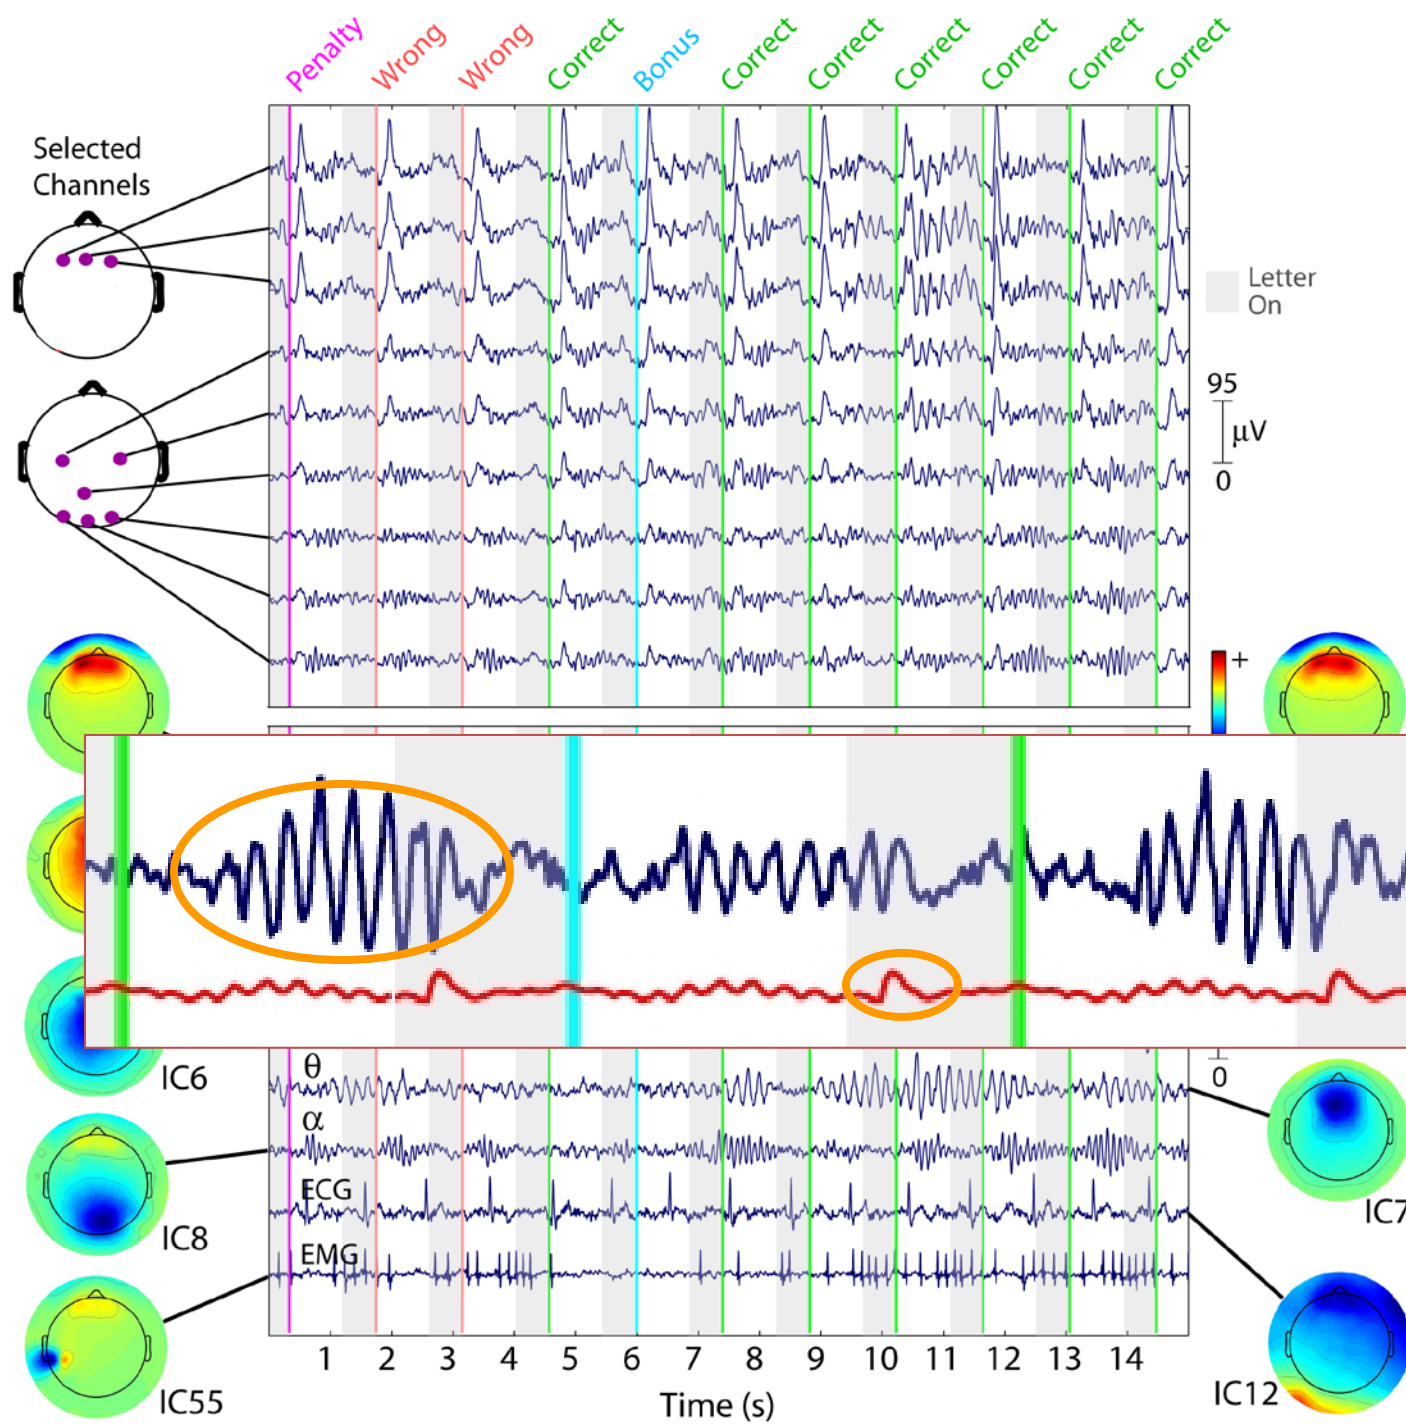 Penalty
Wrong
Wrong
Correct
Bonus
Correct
Correct
Correct
Correct
Correct
Correct
Selected
Channels
Letter
On
95
μV
0
+
IC6
θ
0
α
IC7
ECG
IC8
EMG
1 2 3 4 5 6 7 8 9 10 11 12 13 14
IC12
IC55
Time (s)